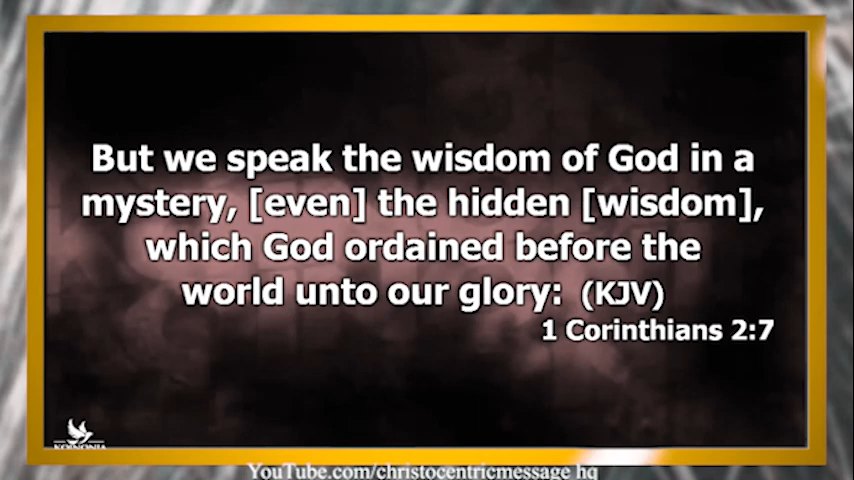 But we speak the wisdom of God in a
mystery, [even] the hidden [wisdom],
which God ordained before the
world unto our glory: (KJV)
1 Corinthians 2:7
KOINONIA
YouTube.com/christocentricmessage hq